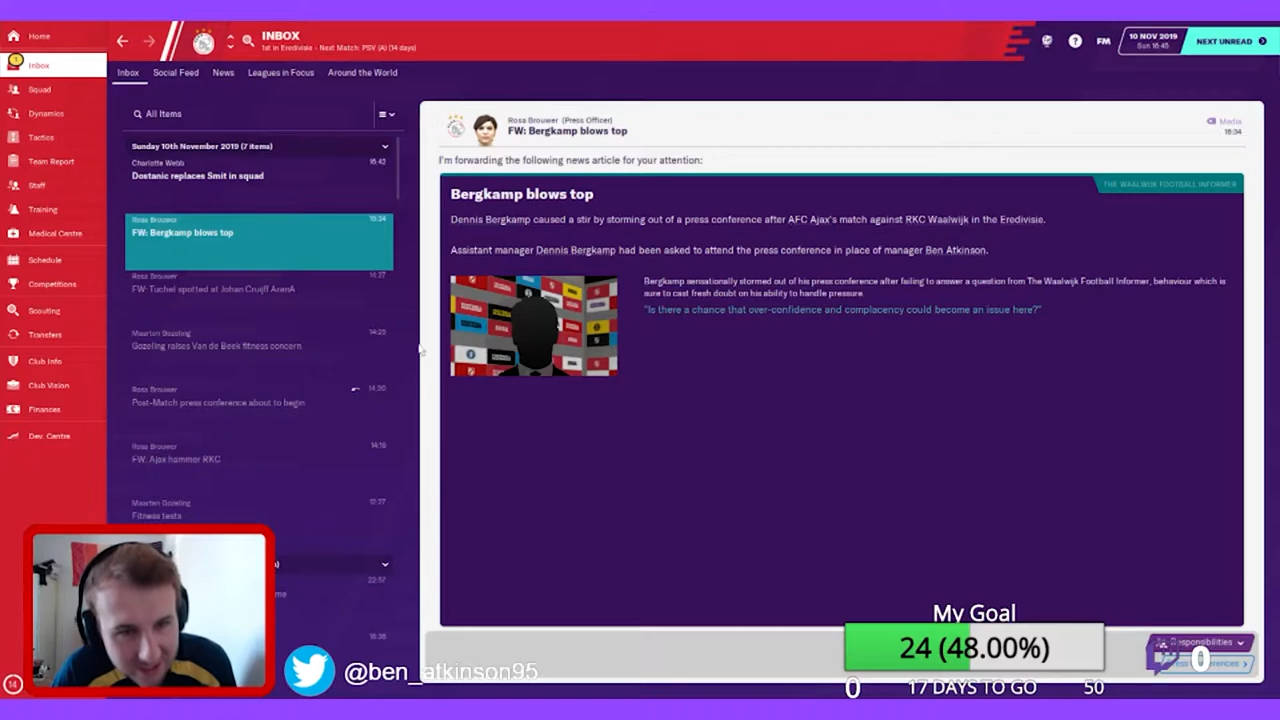 Home
INBOX
1st in Eredivisie - Next Match: PSV (A) (14 days)
FM
10 NOV 2019
Sun 16:45
NEXT UNREAD
Inbox
Inbox Social Feed News Leagues in Focus Around the World
Squad
Dynamics
Tactics
Team Report
Staff
Training
Medical Centre
Schedule
Competitions
Scouting
Transfers
Club Info
Club Vision
Finances
Dev. Centre
14
All Items
Sunday 10th November 2019 (7 items)
Charlotte Webb 16:42
Dostanic replaces Smit in squad
Rosa Brouwer 16:34
FW: Bergkamp blows top
Rosa Brouwer 14:27
FW: Tuchel spotted at Johan Cruijff ArenA
Maarten Gozeling 14:25
Gozeling raises Van de Beek fitness concern
Rosa Brouwer 14:20
Post-Match press conference about to begin
Rosa Brouwer 14:16
FW: Ajax hammer RKC
Maarten Gozeling
Fitness tests
22:57
Rosa Brouwer (Press Officer)
FW: Bergkamp blows top
Media
16:34
I'm forwarding the following news article for your attention:
THE WAALWIJK FOOTBALL INFORMER
Bergkamp blows top
Dennis Bergkamp caused a stir by storming out of a press conference after AFC Ajax's match against RKC Waalwijk in the Eredivisie.
Assistant manager Dennis Bergkamp had been asked to attend the press conference in place of manager Ben Atkinson.
Bergkamp sensationally stormed out of his press conference after failing to answer a question from The Waalwijk Football Informer, behaviour which is
sure to cast fresh doubt on his ability to handle pressure.
"Is there a chance that over-confidence and complacency could become an issue here?"
Responsibilities
@ben_atkinson95
My Goal
24 (48.00%)
0 17 DAYS TO GO 50
0